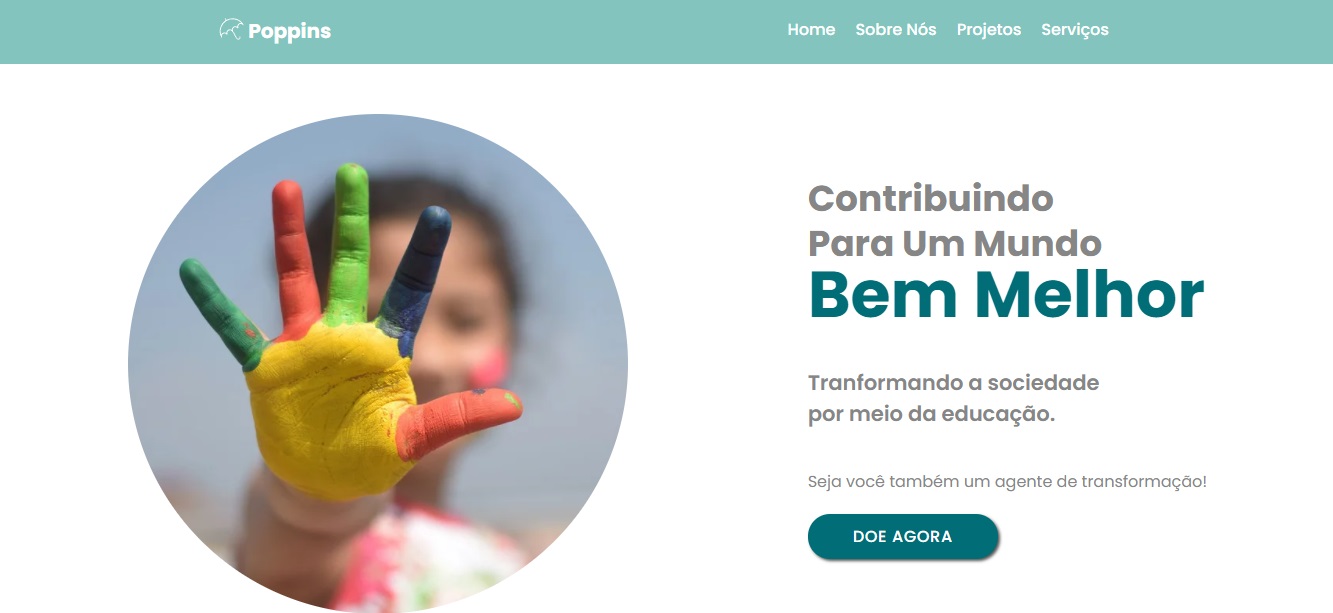 Poppins
Home Sobre Nós Projetos Serviços
Contribuindo
Para Um Mundo
Bem Melhor
Tranformando a sociedade
por meio da educação.
Seja você também um agente de transformação!
DOE AGORA